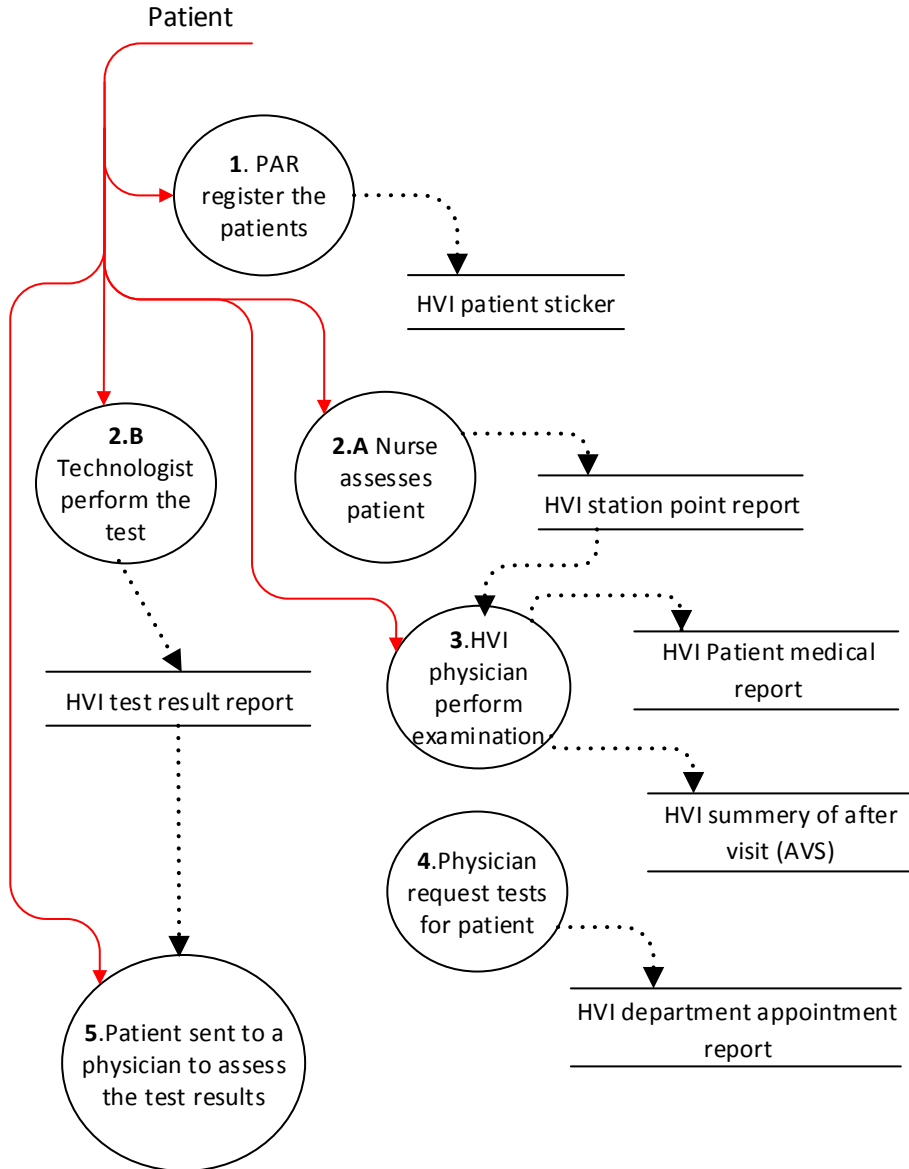 Patient
1. PAR
register the
patients
HVI patient sticker
2.B
Technologist
perform the
test
2.A Nurse
assesses
patient
HVI station point report
3.HVI
physician
perform
examination
HVI Patient medical
report
HVI test result report
HVI summery of after
visit (AVS)
4.Physician
request tests
for patient
HVI department appointment
report
5.Patient sent to a
physician to assess
the test results